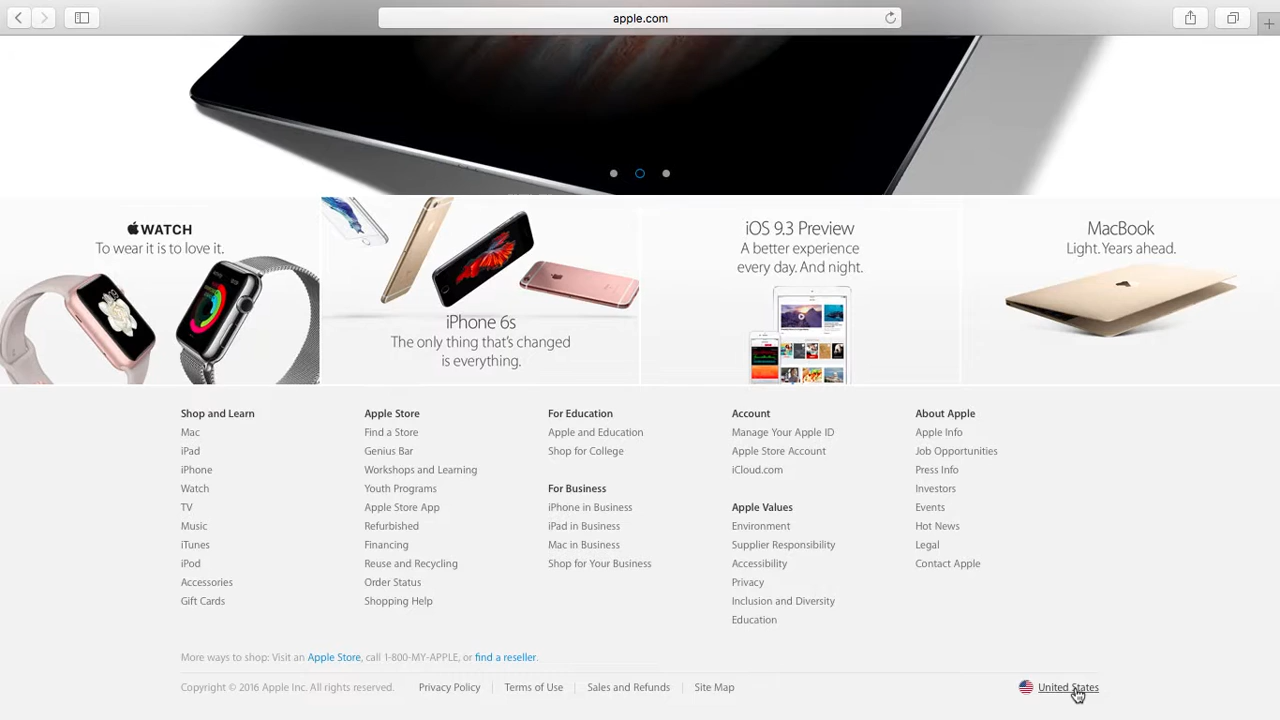 apple.com
WATCH
To wear it is to love it.
iPhone 6s
The only thing that's changed
is everything.
iOS 9.3 Preview
A better experience
every day. And night.
MacBook
Light. Years ahead.
Shop and Learn
Mac
iPad
iPhone
Watch
TV
Music
iTunes
iPod
Accessories
Gift Cards
Apple Store
Find a Store
Genius Bar
Workshops and Learning
Youth Programs
Apple Store App
Refurbished
Financing
Reuse and Recycling
Order Status
Shopping Help
For Education
Apple and Education
Shop for College
For Business
iPhone in Business
iPad in Business
Mac in Business
Shop for Your Business
Account
Manage Your Apple ID
Apple Store Account
iCloud.com
Apple Values
Environment
Supplier Responsibility
Accessibility
Privacy
Inclusion and Diversity
Education
About Apple
Apple Info
Job Opportunities
Press Info
Investors
Events
Hot News
Legal
Contact Apple
More ways to shop: Visit an Apple Store, call 1-800-MY-APPLE, or find a reseller.
Copyright © 2016 Apple Inc. All rights reserved. Privacy Policy | Terms of Use | Sales and Refunds | Site Map United States